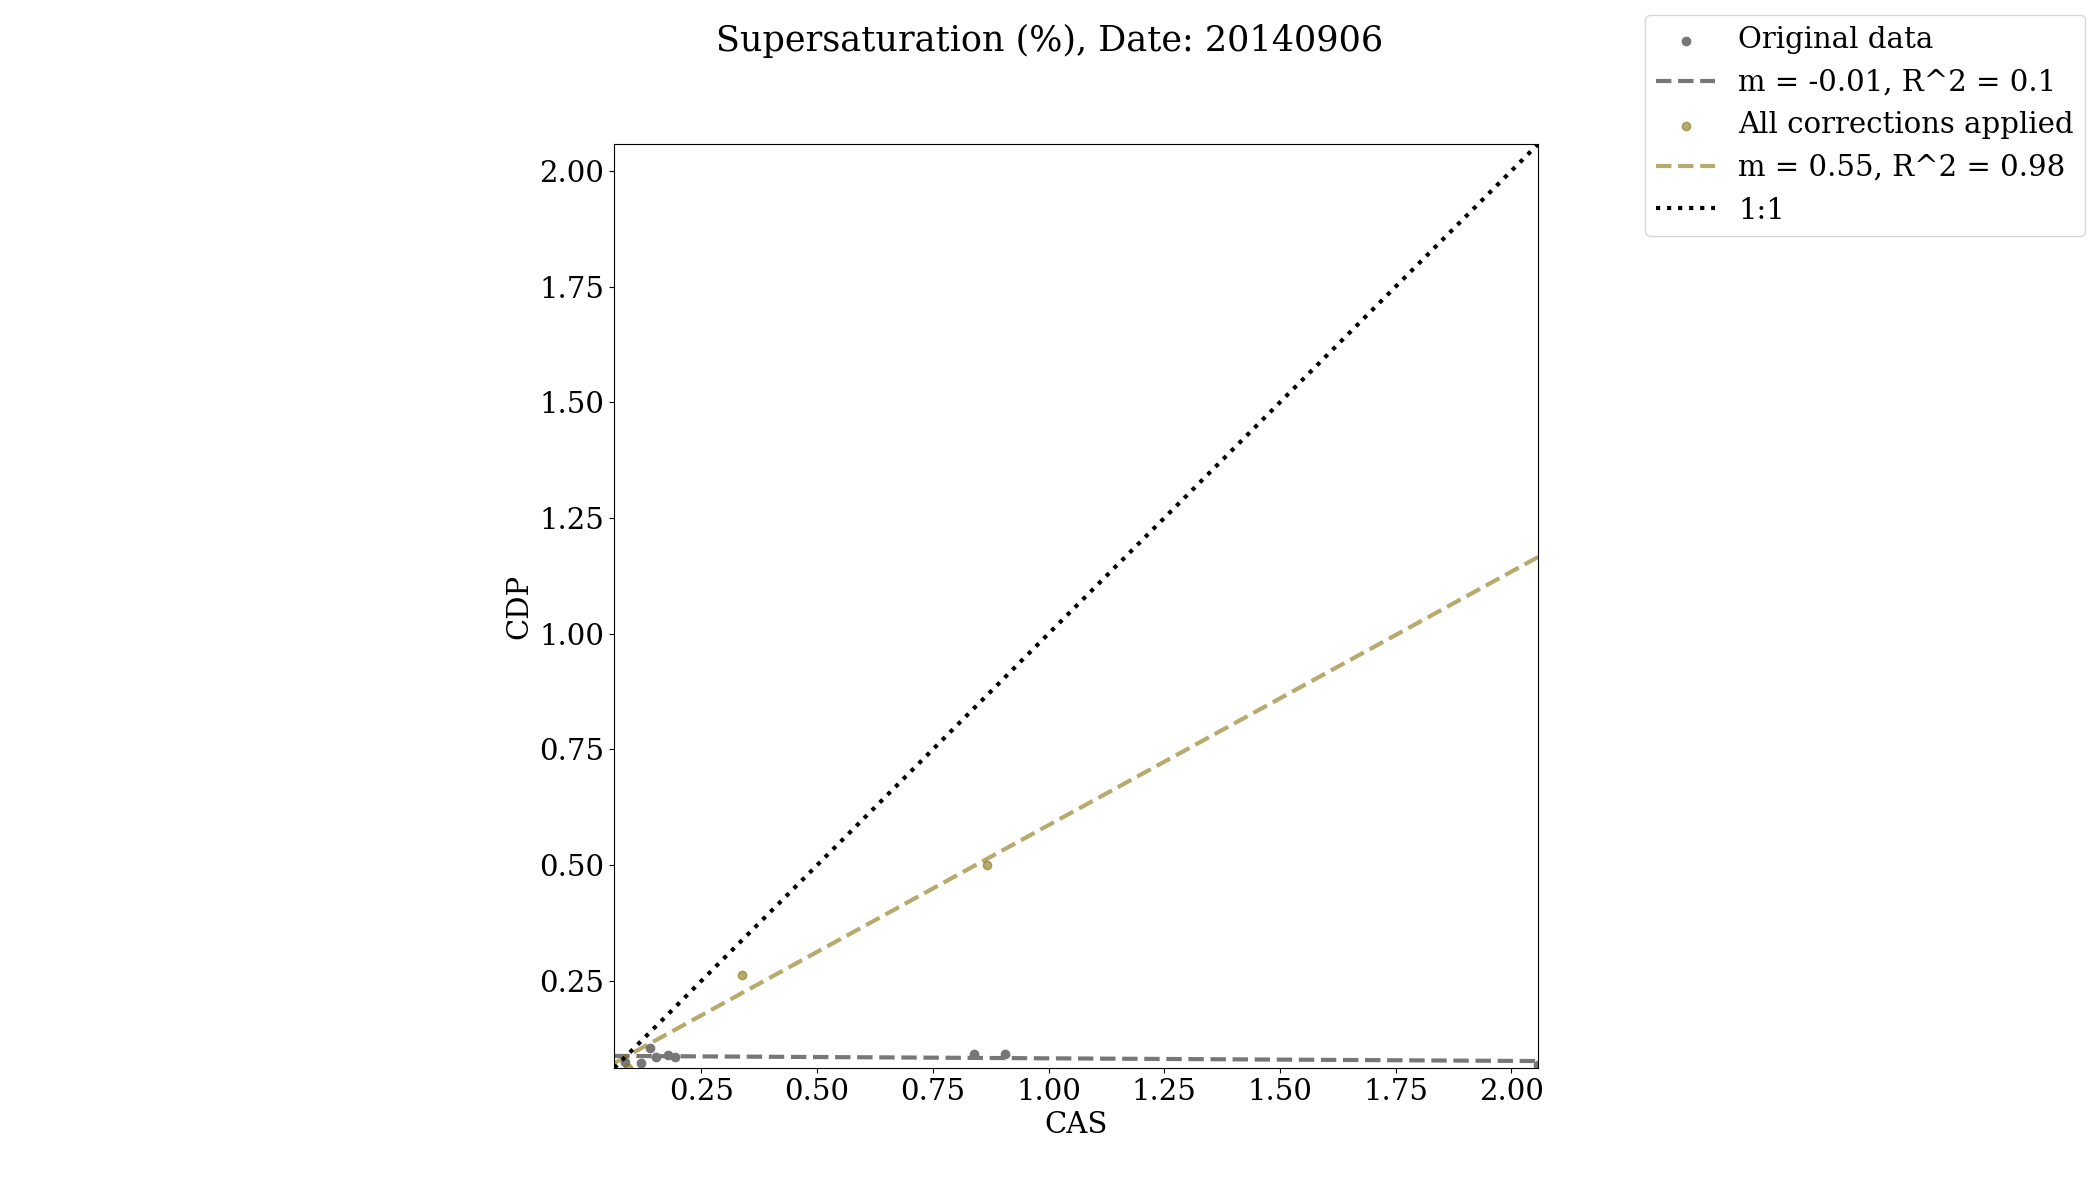 Supersaturation (%), Date: 20140906
Original data
m = -0.01, R^2 = 0.1
All corrections applied
m = 0.55, R^2 = 0.98
1:1
2.00
1.75
1.50
1.25
1.00
0.75
0.50
0.25
CDP
0.25 0.50 0.75 1.00 1.25 1.50 1.75 2.00
CAS